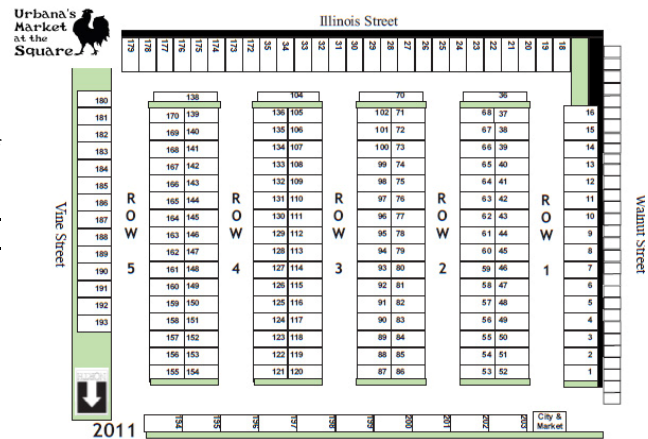 Urbana's
Market
at the
Square
Illinois Street
179 178 177 176 175 174 173 172 35 34 33 32 31 30 29 28 27 26 25 24 23 22 21 20 19 18
138 104 70 36
180
181
182
183
184
185
186
187
188
189
190
191
192
193
170 139 136 105 102 71 68 37 16
169 140 135 106 101 72 67 38 15
168 141 134 107 100 73 66 39 14
167 142 133 108 99 74 65 40 13
166 143 132 109 98 75 64 41 12
165 144 131 110 97 76 63 42 11
164 145 130 111 96 77 62 43 10
163 146 129 112 95 78 61 44 9
162 147 128 113 94 79 60 45 8
161 148 127 114 93 80 59 46 7
160 149 126 115 92 81 58 47 6
159 150 125 116 91 82 57 48 5
158 151 124 117 90 83 56 49 4
157 152 123 118 89 84 55 50 3
156 153 122 119 88 85 54 51 2
155 154 121 120 87 86 53 52 1
ROW 5
ROW 4
ROW 3
ROW 2
ROW 1
Vine Street
Walnut Street
194 195 196 197 198 199 200 201 202 203
City &
Market
2011